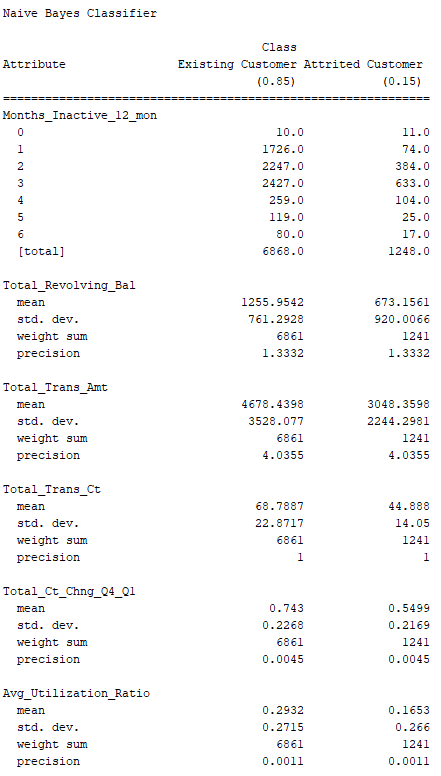 Naive Bayes Classifier
Class
Attribute Existing Customer Attrited Customer
(0.85) (0.15)
===============================================================
Months_Inactive_12_mon
0 10.0 11.0
1 1726.0 74.0
2 2247.0 384.0
3 2427.0 633.0
4 259.0 104.0
5 119.0 25.0
6 80.0 17.0
[total] 6868.0 1248.0
Total_Revolving_Bal
mean 1255.9542 673.1561
std. dev. 761.2928 920.0066
weight sum 6861 1241
precision 1.3332 1.3332
Total_Trans_Amt
mean 4678.4398 3048.3598
std. dev. 3528.077 2244.2981
weight sum 6861 1241
precision 4.0355 4.0355
Total_Trans_Ct
mean 68.7887 44.888
std. dev. 22.8717 14.05
weight sum 6861 1241
precision 1 1
Total_Ct_Chng_Q4_Q1
mean 0.743 0.5499
std. dev. 0.2268 0.2169
weight sum 6861 1241
precision 0.0045 0.0045
Avg_Utilization_Ratio
mean 0.2932 0.1653
std. dev. 0.2715 0.266
weight sum 6861 1241
precision 0.0011 0.0011